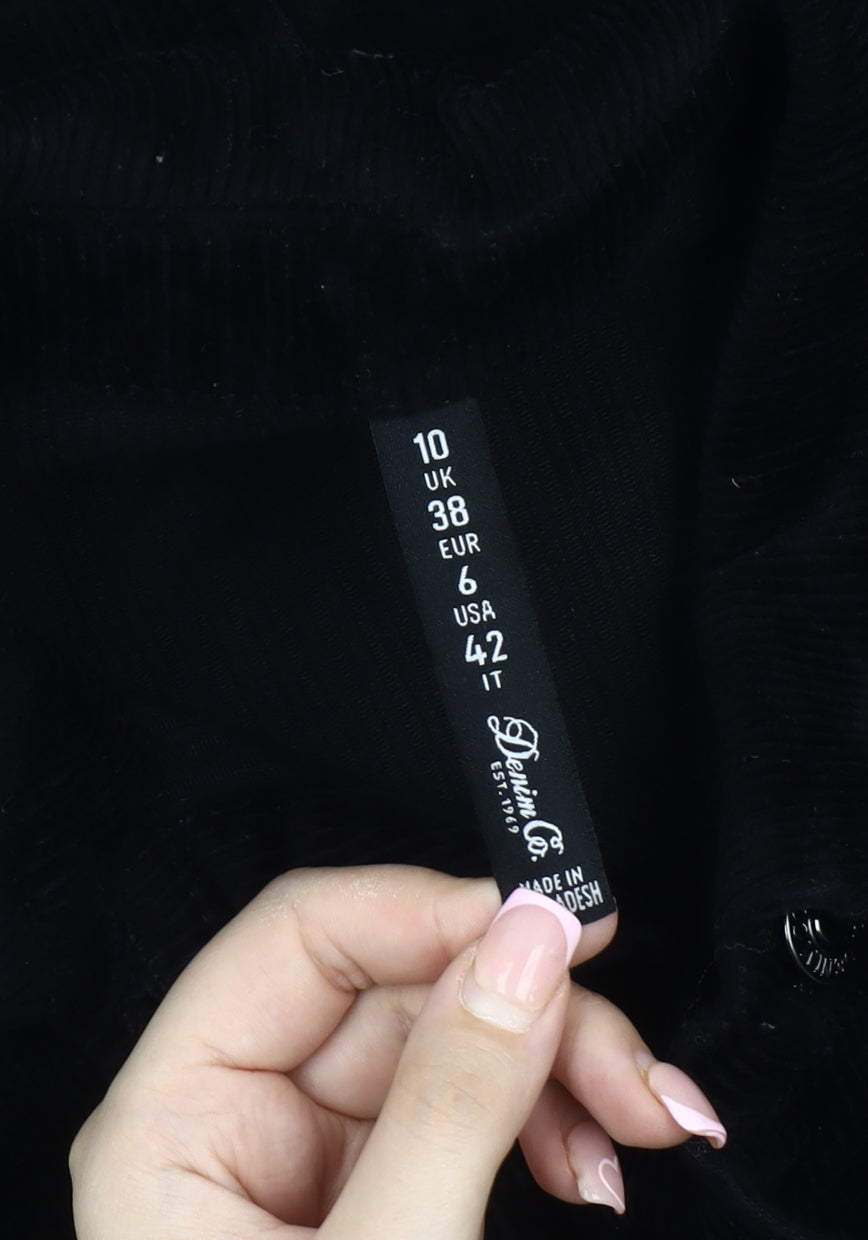 10
UK
38
EUR
6
USA
42
IT
Denim Co.
EST. 1969
MADE IN